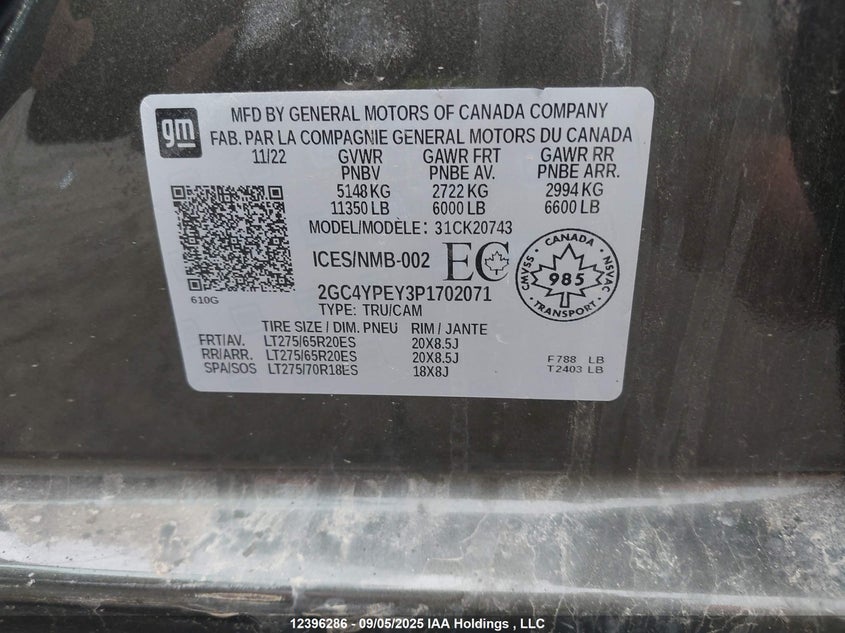 gm
MFD BY GENERAL MOTORS OF CANADA COMPANY
FAB. PAR LA COMPAGNIE GENERAL MOTORS DU CANADA
11/22 GVWR GAWR FRT GAWR RR
PNBV PNBE AV. PNBE ARR.
5148 KG 2722 KG 2994 KG
11350 LB 6000 LB 6600 LB
MODEL/MODÈLE: 31CK20743
ICES/NMB-002 EC
CANADA
CMVSS 985 NSVAC
TRANSPORT
610G
2GC4YPEY3P1702071
TYPE: TRU/CAM
TIRE SIZE / DIM. PNEU RIM / JANTE
FRT/AV. LT275/65R20ES 20X8.5J
RR/ARR. LT275/65R20ES 20X8.5J F788 LB
SPA/SOS LT275/70R18ES 18X8J T2403 LB
12396286 - 09/05/2025 IAA Holdings , LLC